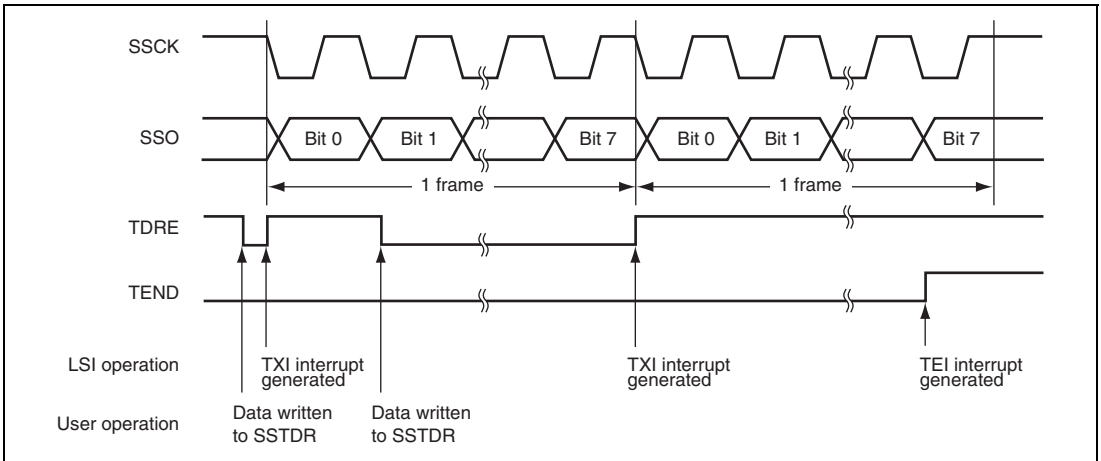 SSCK
SSO
Bit 0
Bit 1
Bit 7
Bit 0
Bit 1
Bit 7
1 frame
1 frame
TDRE
TEND
LSI operation
TXI interrupt
generated
TXI interrupt
generated
TEI interrupt
generated
User operation
Data written
to SSTDR
Data written
to SSTDR